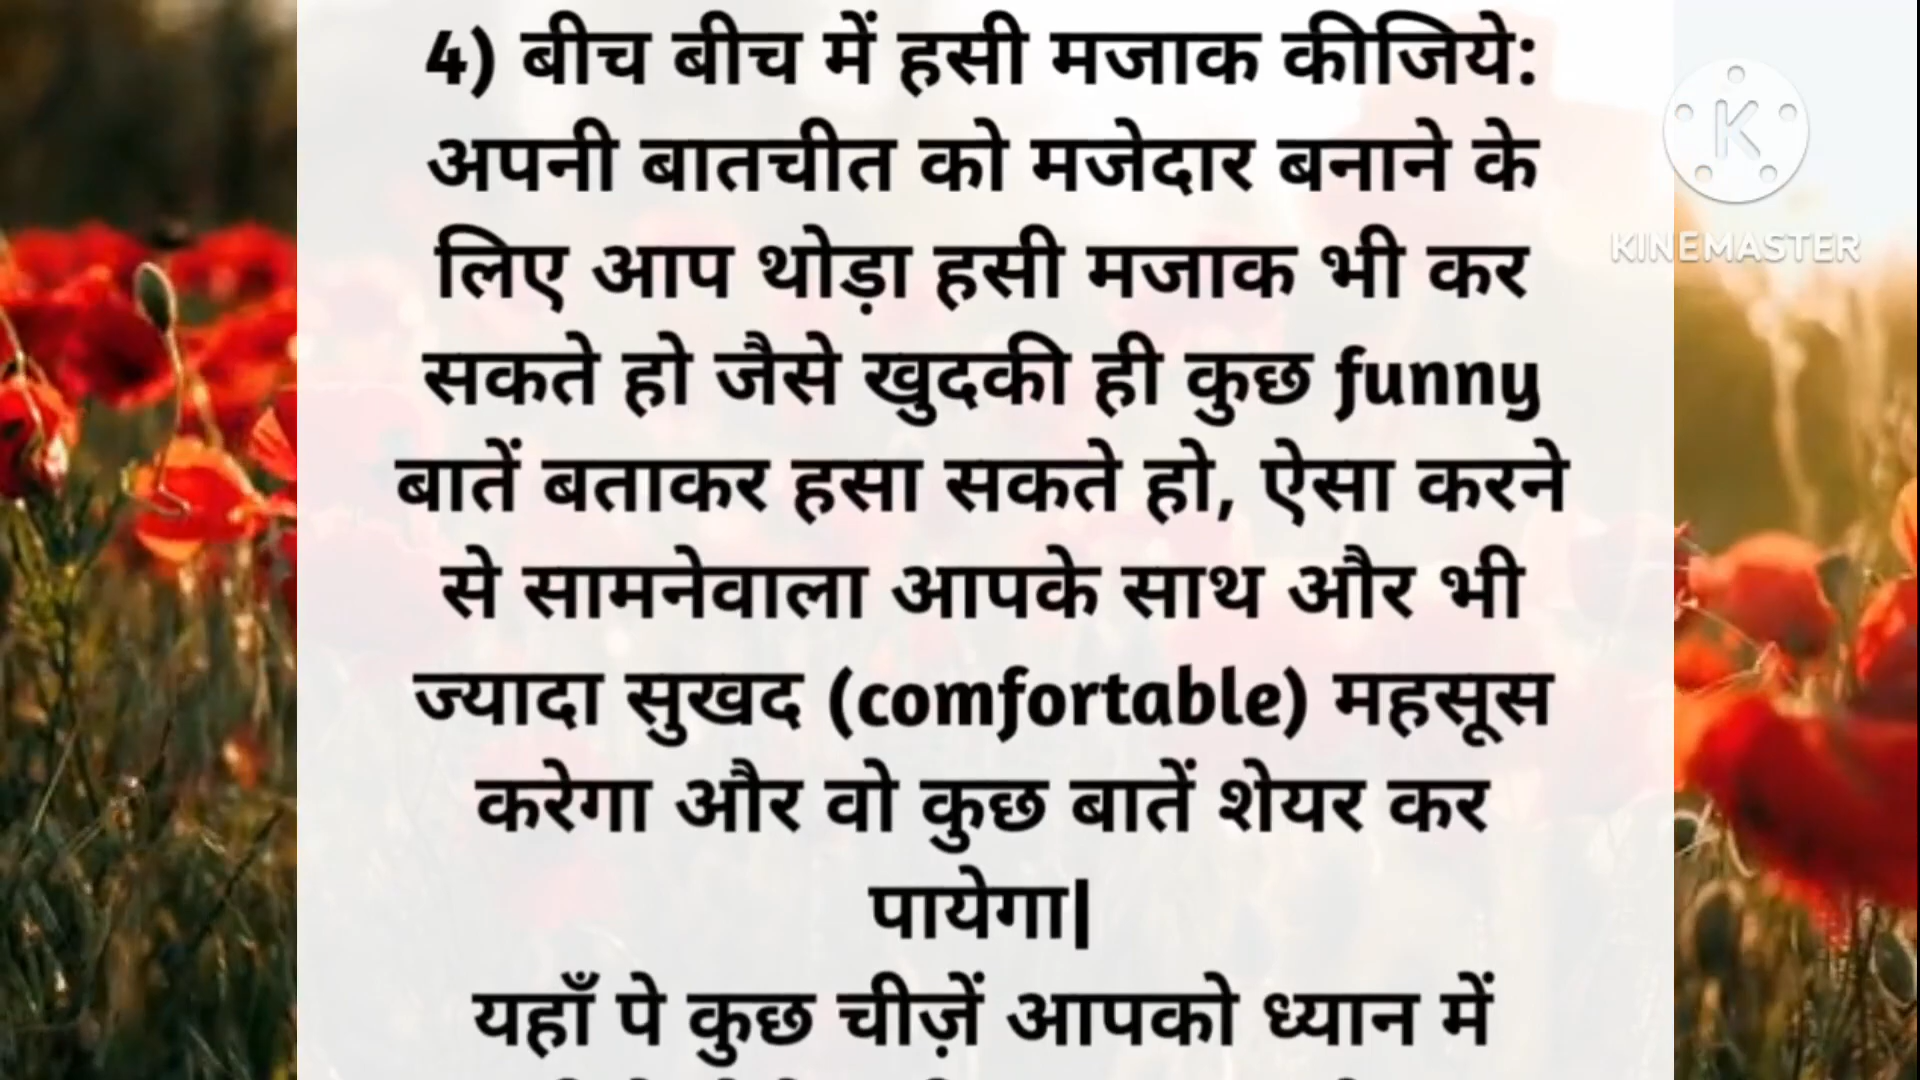 4) बीच बीच में हसी मजाक कीजिये:
अपनी बातचीत को मजेदार बनाने के
लिए आप थोड़ा हसी मजाक भी कर
सकते हो जैसे खुदकी ही कुछ funny
बातें बताकर हसा सकते हो, ऐसा करने
से सामनेवाला आपके साथ और भी
ज्यादा सुखद (comfortable) महसूस
करेगा और वो कुछ बातें शेयर कर
पायेगा|
यहाँ पे कुछ चीज़ें आपको ध्यान में
K
KINEMASTER